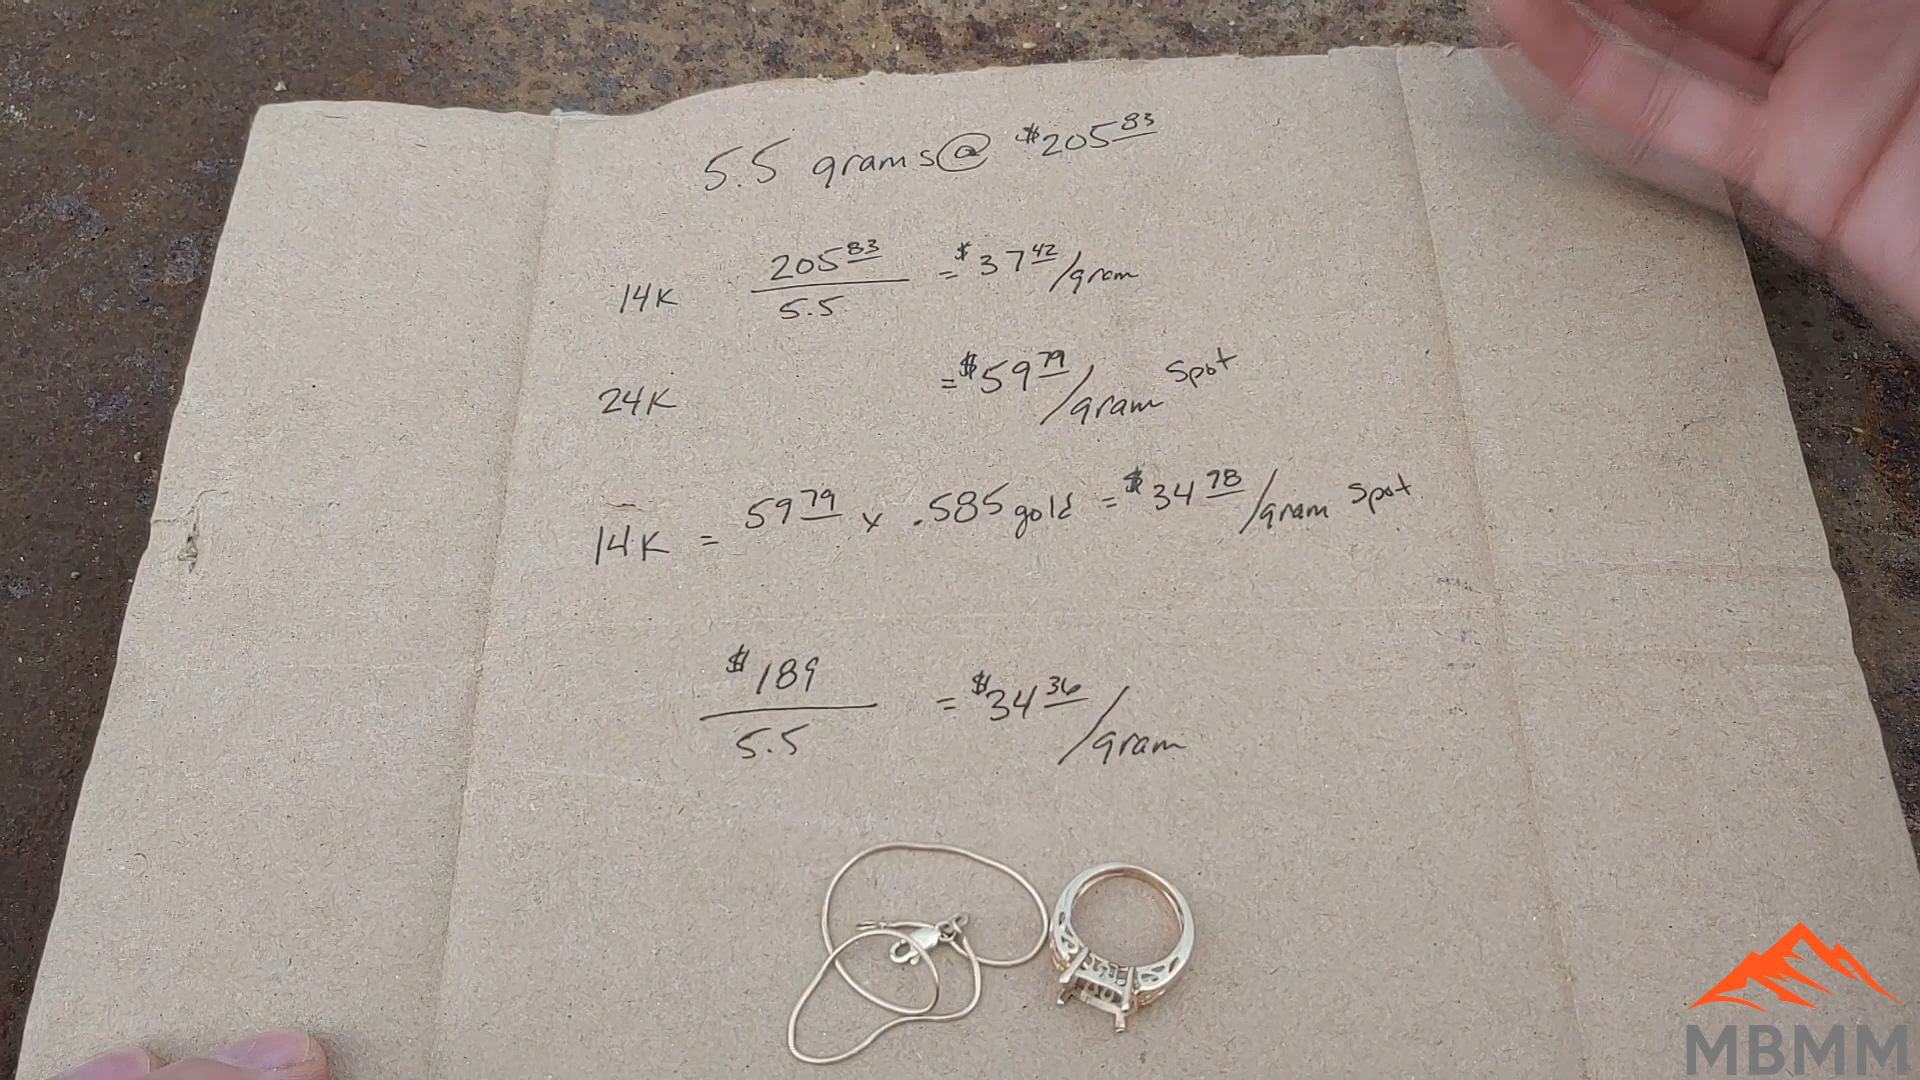 5.5 grams @ $205.83
14K 205.83/5.5 = $37.42/gram
24K = $59.79/gram spot
14K = 59.79 x .585 gold = $34.78/gram spot
$189/5.5 = $34.36/gram
MBMM